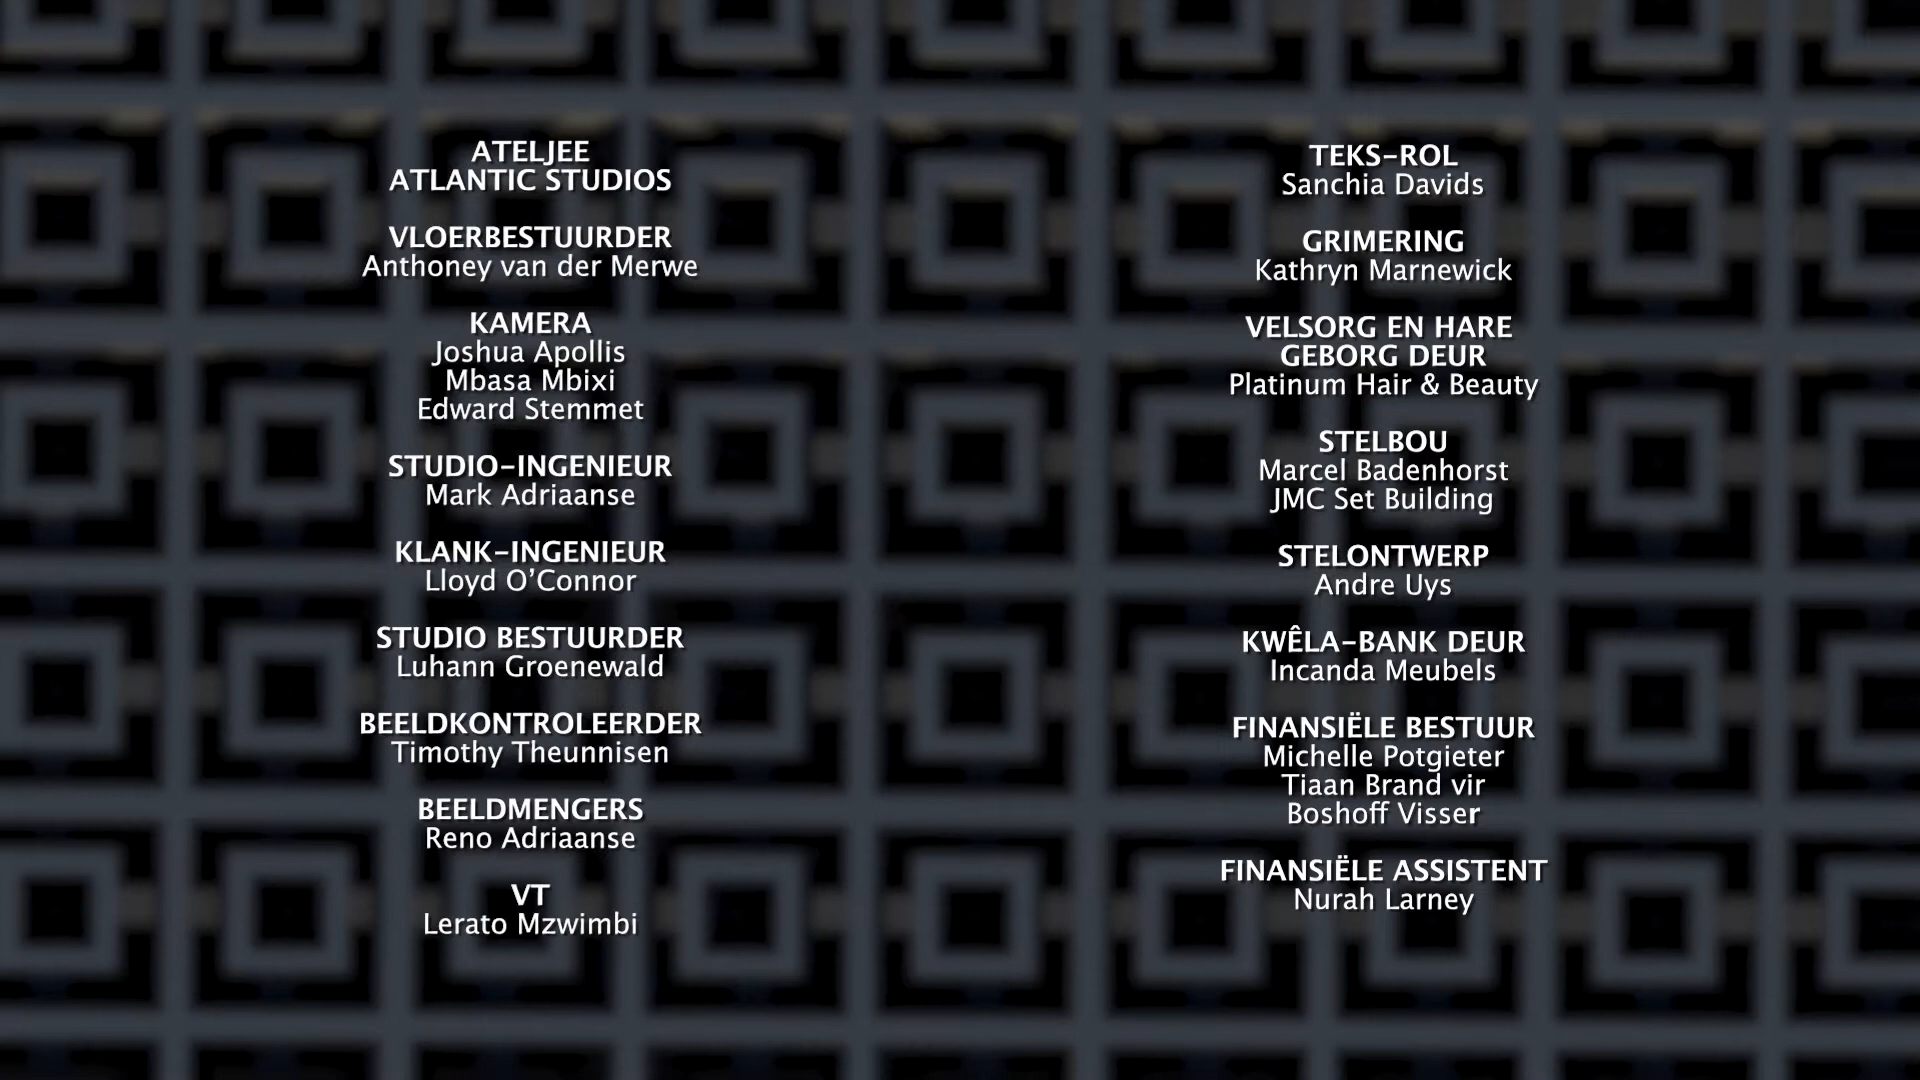 ATELJEE
ATLANTIC STUDIOS
VLOERBESTUURDER
Anthoney van der Merwe
KAMERA
Joshua Apollis
Mbasa Mbixi
Edward Stemmet
STUDIO-INGENIEUR
Mark Adriaanse
KLANK-INGENIEUR
Lloyd O’Connor
STUDIO BESTUURDER
Luhann Groenewald
BEELDKONTROLEERDER
Timothy Theunnisen
BEELDMENGERS
Reno Adriaanse
VT
Lerato Mzwimbi
TEKS-ROL
Sanchia Davids
GRIMERING
Kathryn Marnewick
VELSORG EN HARE
GEBORG DEUR
Platinum Hair & Beauty
STELBOU
Marcel Badenhorst
JMC Set Building
STELONTWERP
Andre Uys
KWÊLA-BANK DEUR
Incanda Meubels
FINANSIËLE BESTUUR
Michelle Potgieter
Tiaan Brand vir
Boshoff Visser
FINANSIËLE ASSISTENT
Nurah Larney